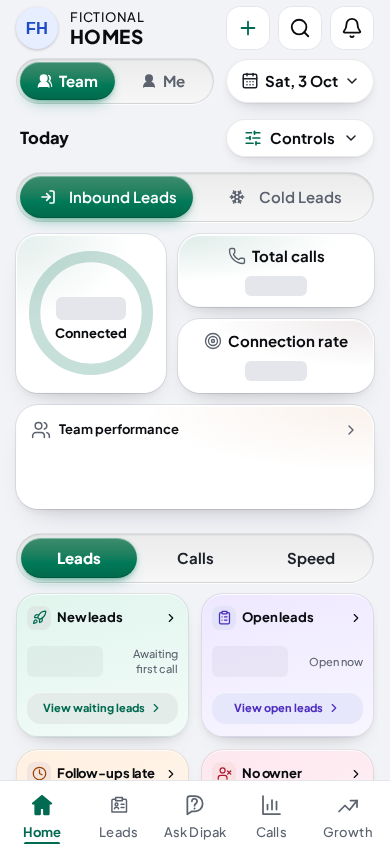 FH
FICTIONAL
HOMES
Team
Me
Sat, 3 Oct
Today
Controls
Inbound Leads
Cold Leads
Connected
Total calls
Connection rate
Team performance
Leads
Calls
Speed
New leads
Awaiting
first call
View waiting leads
Open leads
Open now
View open leads
Follow-ups late
No owner
Home
Leads
Ask Dipak
Calls
Growth